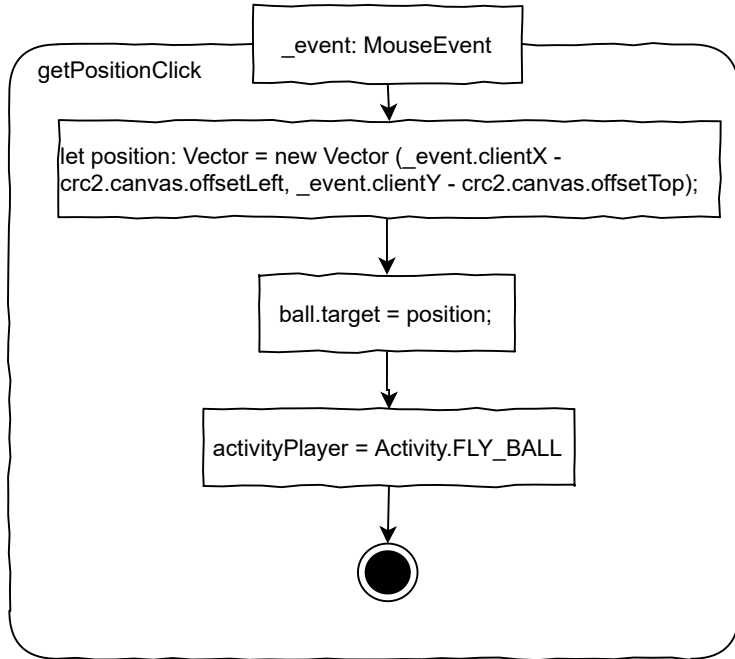 _event: MouseEvent
getPositionClick
let position: Vector = new Vector (_event.clientX -
crc2.canvas.offsetLeft, _event.clientY - crc2.canvas.offsetTop);
ball.target = position;
activityPlayer = Activity.FLY_BALL